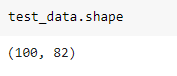 test_data.shape
(100, 82)